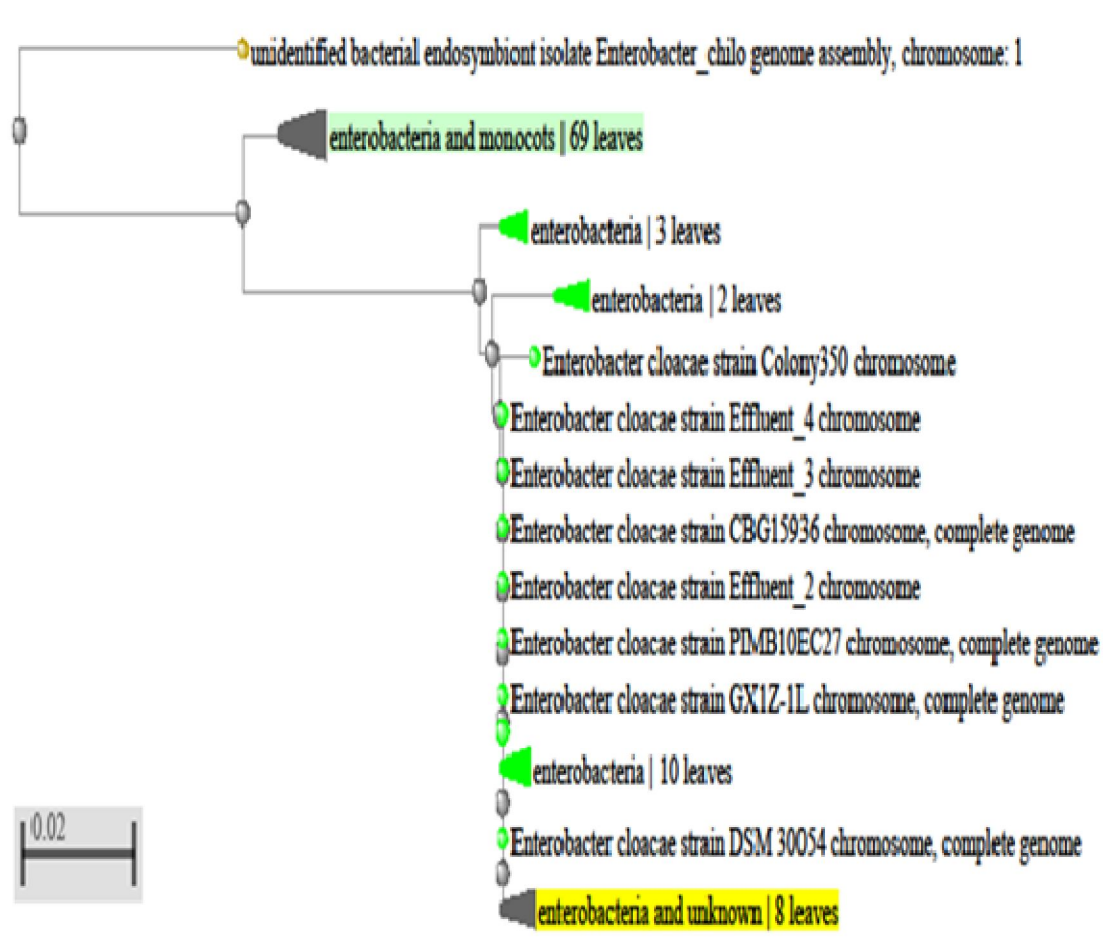 unidentified bacterial endosymbiont isolate Enterobacter_chilo genome assembly, chromosome: 1
enterobacteria and monocots | 69 leaves
enterobacteria | 3 leaves
enterobacteria | 2 leaves
Enterobacter cloacae strain Colony350 chromosome
Enterobacter cloacae strain Effluent_4 chromosome
Enterobacter cloacae strain Effluent_3 chromosome
Enterobacter cloacae strain CBG15936 chromosome, complete genome
Enterobacter cloacae strain Effluent_2 chromosome
Enterobacter cloacae strain PIMB10EC27 chromosome, complete genome
Enterobacter cloacae strain GX1Z-1L chromosome, complete genome
enterobacteria | 10 leaves
0.02
Enterobacter cloacae strain DSM 30054 chromosome, complete genome
enterobacteria and unknown | 8 leaves